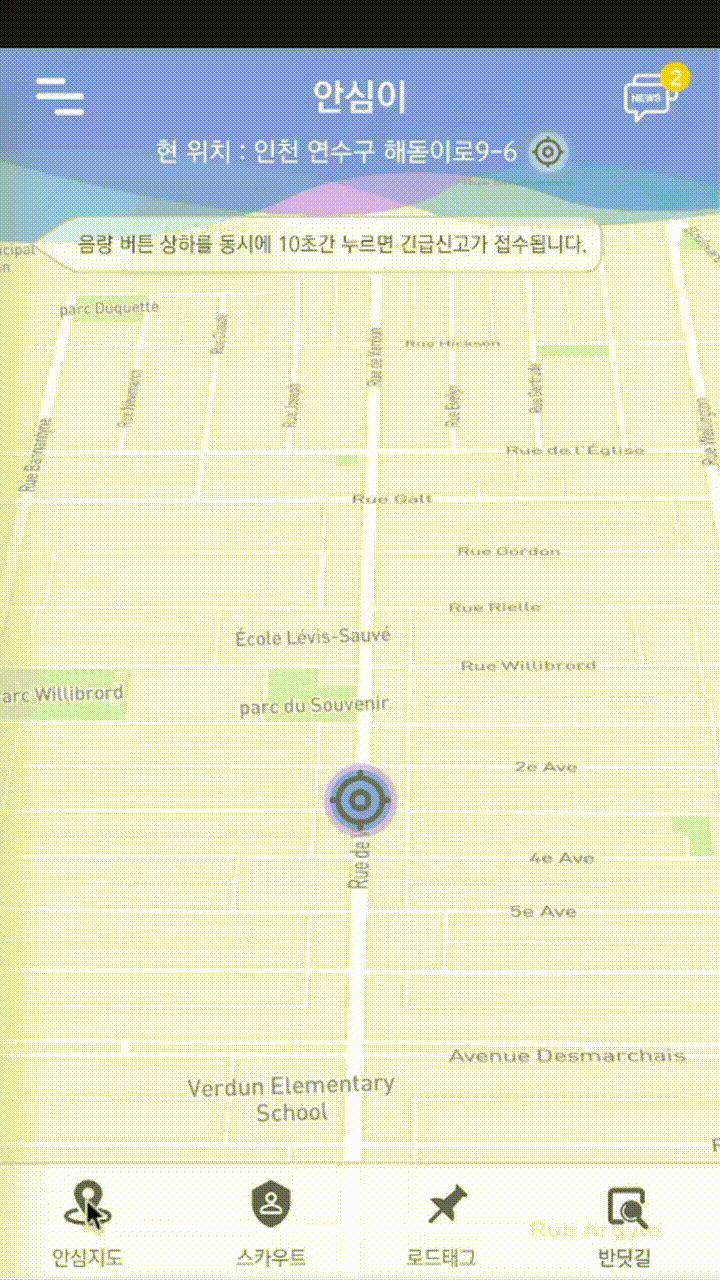 2
안심이
NEWS
현 위치 : 인천 연수구 해돋이로9-6
음량 버튼 상하를 동시에 10초간 누르면 긴급신고가 접수됩니다.
icipal
in
parc Duquette
Rue Claude
Rue de Verdun
Rue Hickson
Rue Newmarch
Rue Joseph
Rue Evelyn
Rue Gertrude
Rue Bannantyne
Rue Wellington
Rue de l'Église
Rue Galt
Rue Gordon
Rue Rielle
École Lévis-Sauvé
Rue Willibrord
arc Willibrord
parc du Souvenir
2e Ave
Rue de
4e Ave
5e Ave
Avenue Desmarchais
Verdun Elementary
School
Rue Argyle
안심지도
스카우트
로드태그
반딧길